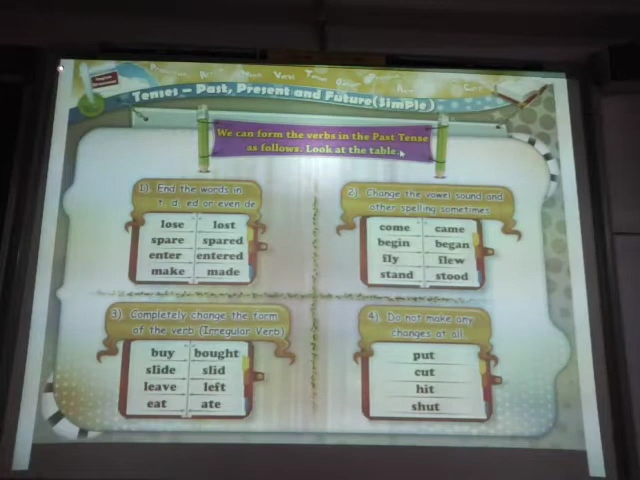 Tenses - Past, Present and Future(Simple)
We can form the verbs in the Past Tense
as follows. Look at the table.
1). End the words in
t, d, ed or even de
lose lost
spare spared
enter entered
make made
2). Change the vowel sound and
other spelling sometimes
come came
begin began
fly flew
stand stood
3). Completely change the form
of the verb (Irregular Verb)
buy bought
slide slid
leave left
eat ate
4). Do not make any
changes at all
put
cut
hit
shut